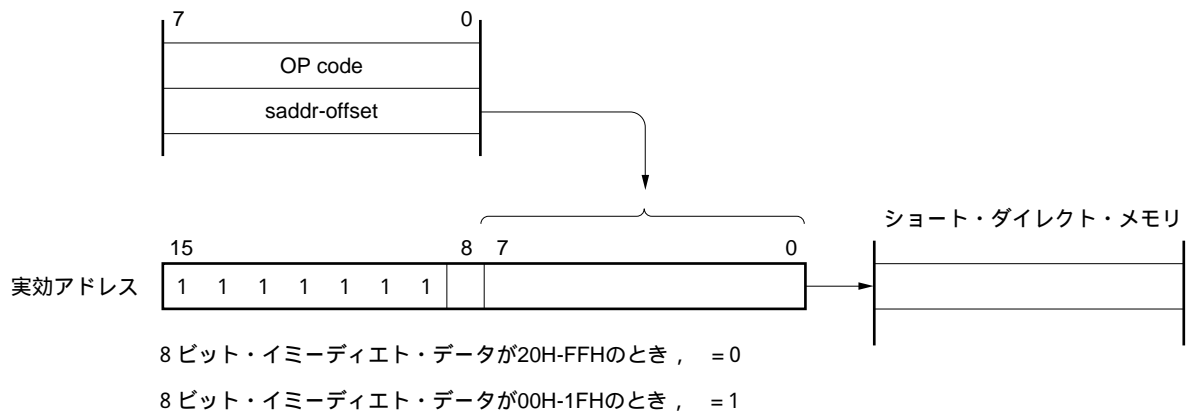 7 0
OP code
saddr-offset
ショート・ダイレクト・メモリ
15 8 7 0
実効アドレス 1 1 1 1 1 1 1
8ビット・イミーディエト・データが20H-FFHのとき， =0
8ビット・イミーディエト・データが00H-1FHのとき， =1